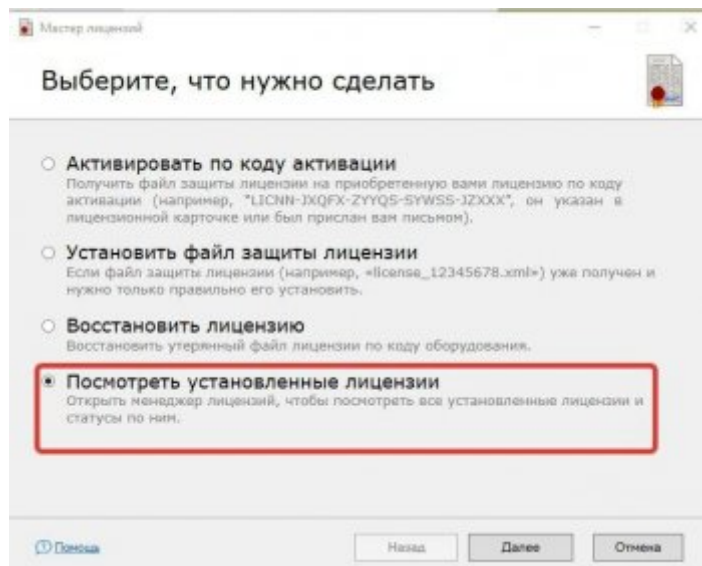 Мастер лицензий
Выберите, что нужно сделать
Активировать по коду активации
Получить файл защиты лицензии на приобретенную вами лицензию по коду
активации (например, "LICNN-JXQFX-ZYYQS-SYWSS-JZXXX", он указан в
лицензионной карточке или был прислан вам письмом).
Установить файл защиты лицензии
Если файл защиты лицензии (например, «license_12345678.xml») уже получен и
нужно только правильно его установить.
Восстановить лицензию
Восстановить утерянный файл лицензии по коду оборудования.
Посмотреть установленные лицензии
Открыть менеджер лицензий, чтобы посмотреть все установленные лицензии и
статусы по ним.
Помощь
Назад
Далее
Отмена